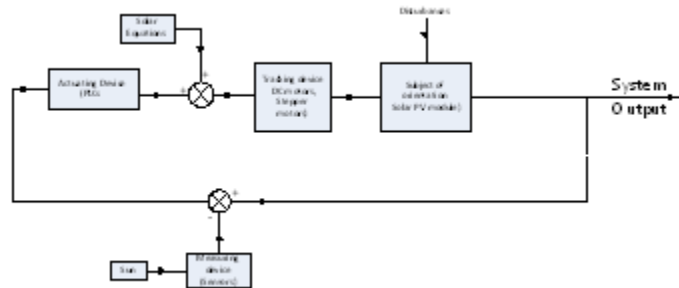 Disturbances
Solar
Equations
Actuating Device
(PLC)
Tracking device
DC motors,
Stepper
motors)
Subject of
orientation
Solar PV module)
System
Output
Sun
Measuring
device
(Sensors)